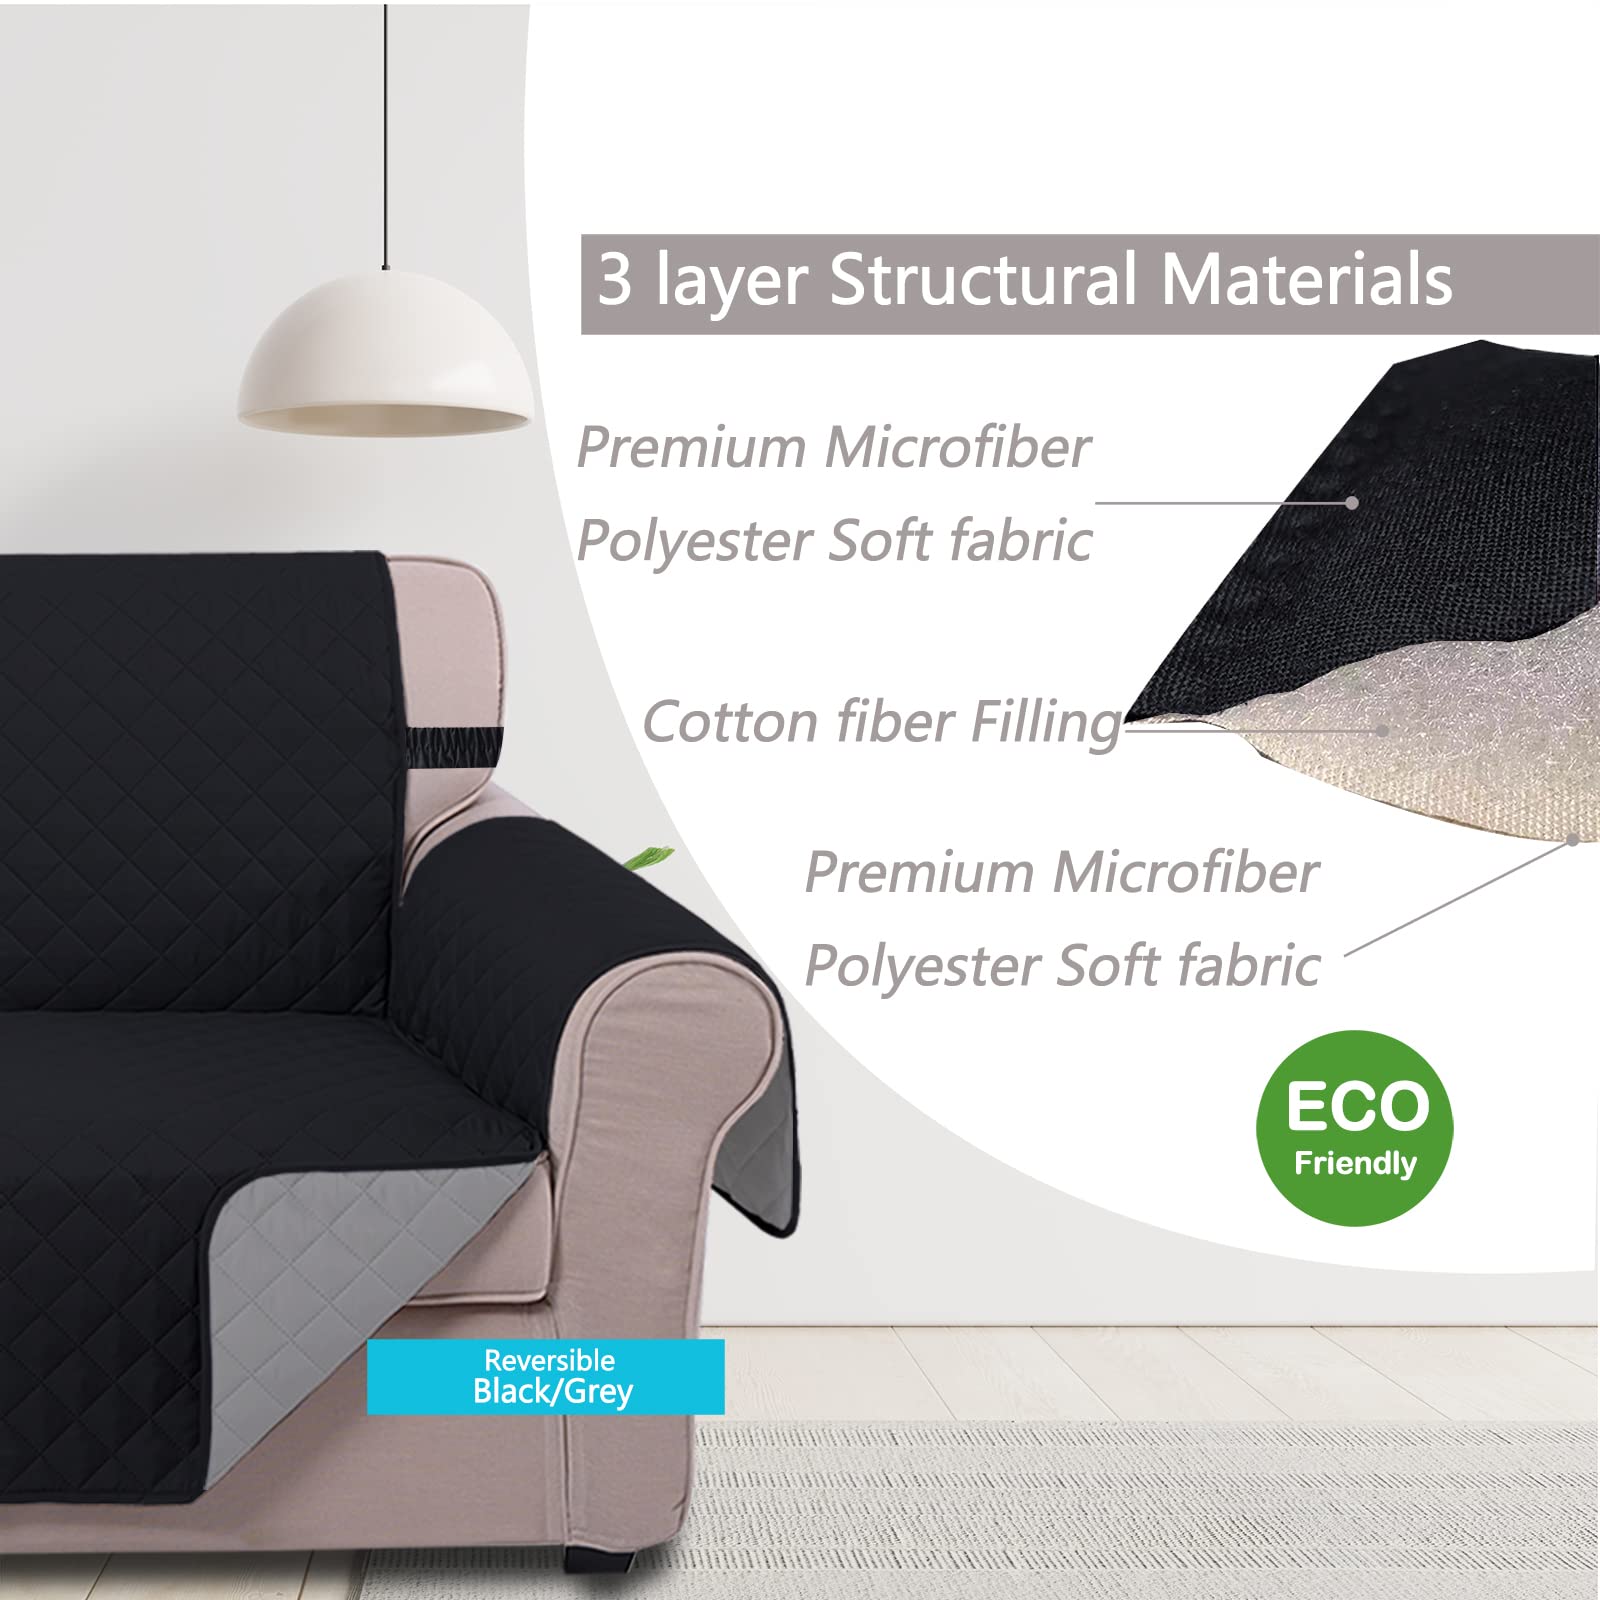 3 layer Structural Materials
Premium Microfiber
Polyester Soft fabric
Cotton fiber Filling
Premium Microfiber
Polyester Soft fabric
ECO
Friendly
Reversible
Black/Grey